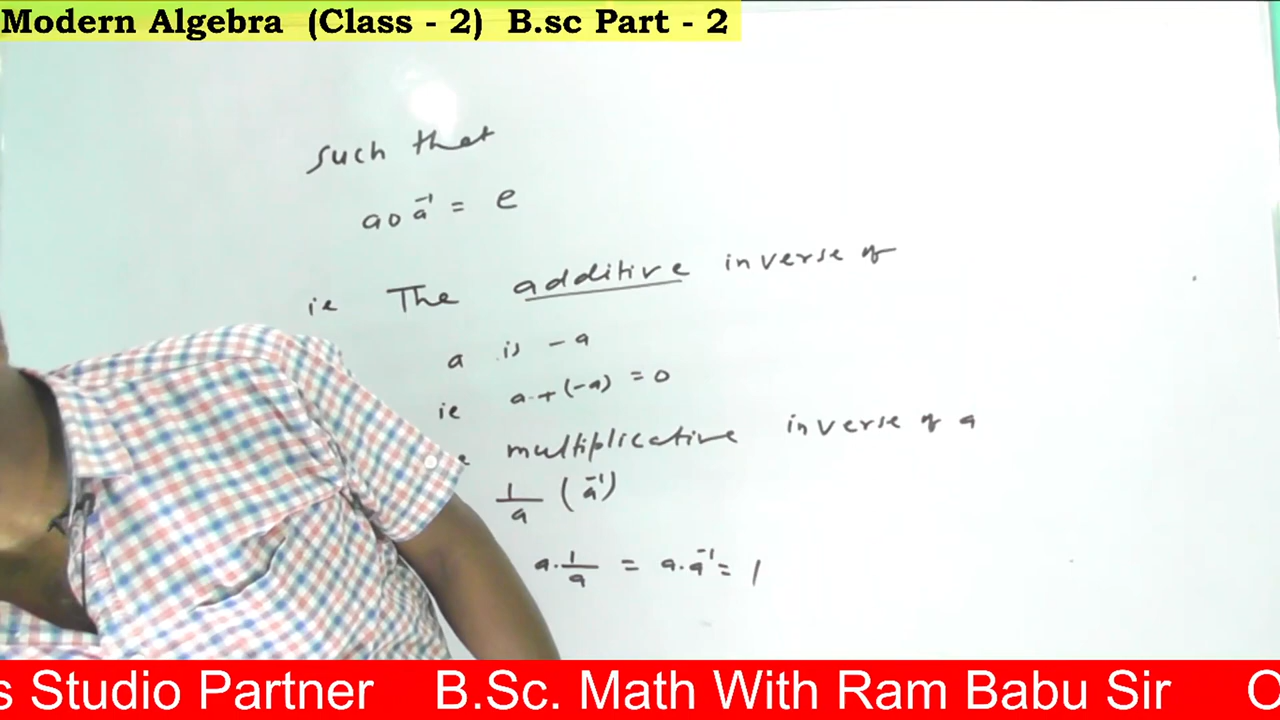 Modern Algebra (Class - 2) B.sc Part - 2
such that
a o a⁻¹ = e
ie The additive inverse of
a is -a
ie a + (-a) = 0
e multiplicative inverse of a
1/a (a⁻¹)
a. 1/a = a. a⁻¹ = 1
s Studio Partner B.Sc. Math With Ram Babu Sir O